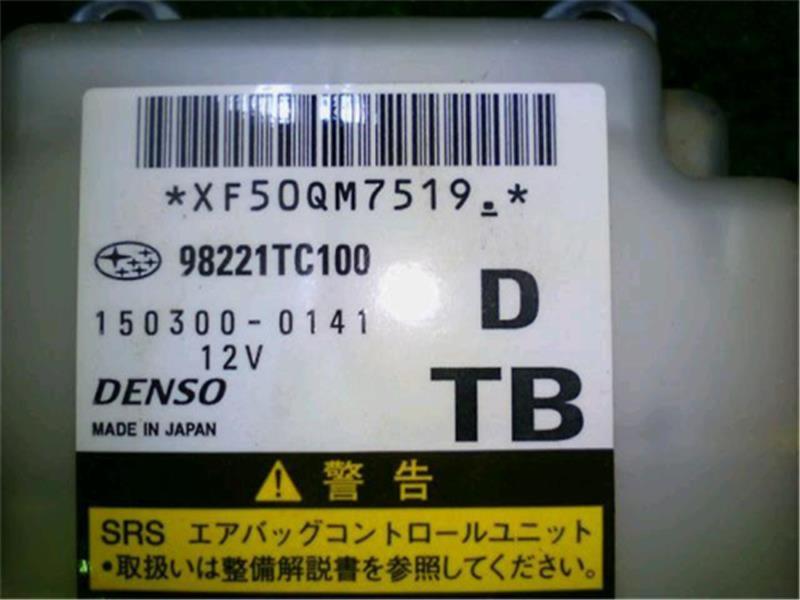 *XF50QM7519.*
98221TC100
D
150300-0141
12V
TB
DENSO
MADE IN JAPAN
警告
SRS エアバッグコントロールユニット
•取扱いは整備解説書を参照してください。